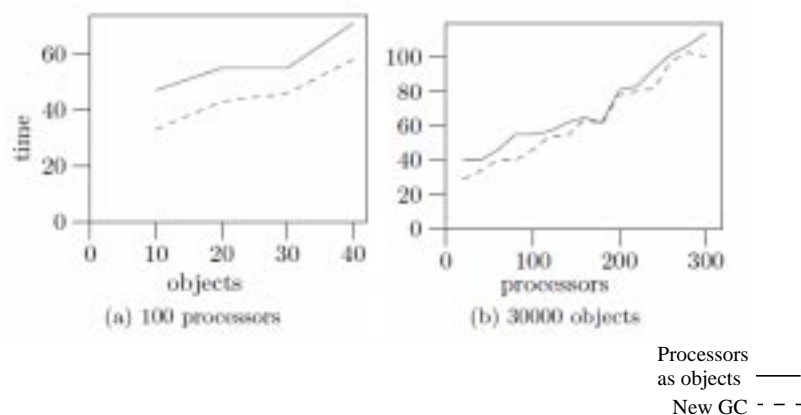 60
40
20
0
time
0 10 20 30 40
objects
(a) 100 processors
100
80
60
40
20
0
0 100 200 300
processors
(b) 30000 objects
Processors
as objects
New GC